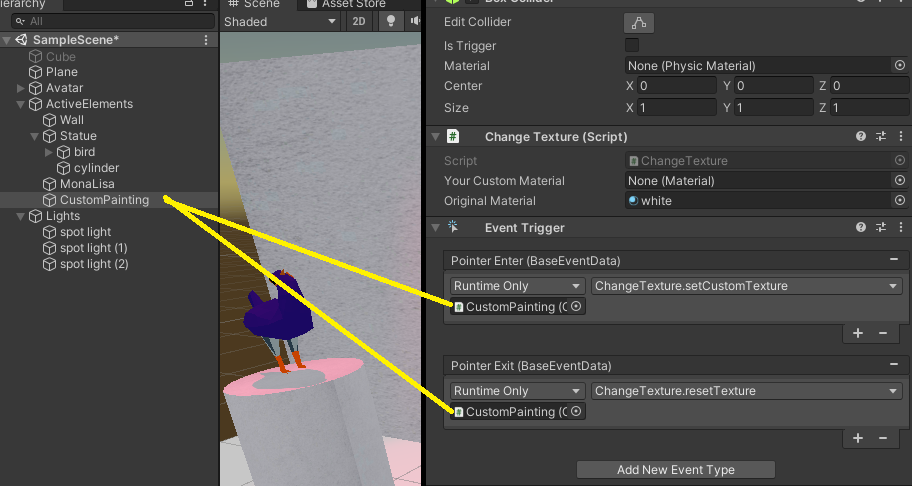 ierarchy
All
SampleScene*
Cube
Plane
Avatar
ActiveElements
Wall
Statue
bird
cylinder
MonaLisa
CustomPainting
Lights
spot light
spot light (1)
spot light (2)
Scene
Asset Store
Shaded
2D
Box Collider
Edit Collider
Is Trigger
Material
None (Physic Material)
Center
X 0 Y 0 Z 0
Size
X 1 Y 1 Z 1
# Change Texture (Script)
Script
# ChangeTexture
Your Custom Material
None (Material)
Original Material
white
Event Trigger
Pointer Enter (BaseEventData)
Runtime Only
ChangeTexture.setCustomTexture
# CustomPainting (C
Pointer Exit (BaseEventData)
Runtime Only
ChangeTexture.resetTexture
# CustomPainting (C
Add New Event Type